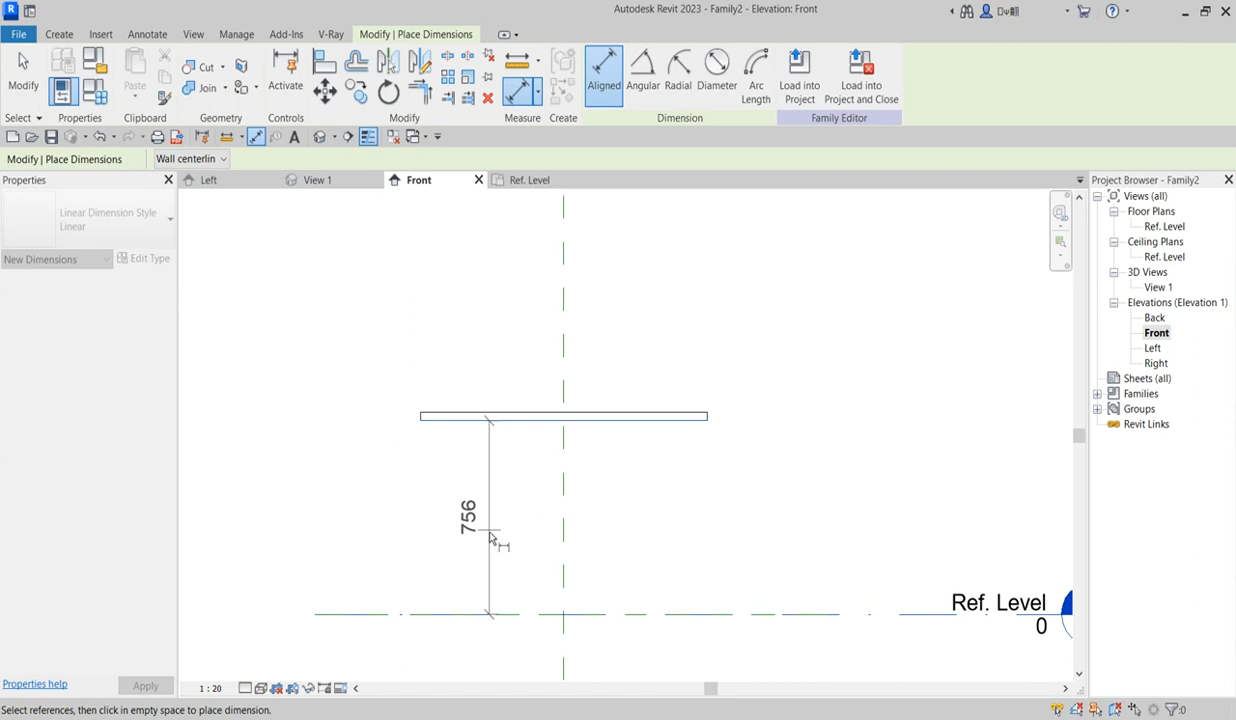 Autodesk Revit 2023 - Family2 - Elevation: Front
File Create Insert Annotate View Manage Add-Ins V-Ray Modify | Place Dimensions
Modify
Paste
Cut
Join
Activate
Aligned Angular Radial Diameter Arc Length
Load into Project
Load into Project and Close
Select Properties Clipboard Geometry Controls Modify Measure Create Dimension Family Editor
Modify | Place Dimensions Wall centerlin
Properties
Left View 1 Front Ref. Level
Project Browser - Family2
Linear Dimension Style
Linear
New Dimensions Edit Type
Views (all)
Floor Plans
Ref. Level
Ceiling Plans
Ref. Level
3D Views
View 1
Elevations (Elevation 1)
Back
Front
Left
Right
Sheets (all)
Families
Groups
Revit Links
756
Ref. Level
0
Properties help Apply
1 : 20
Select references, then click in empty space to place dimension.
:0